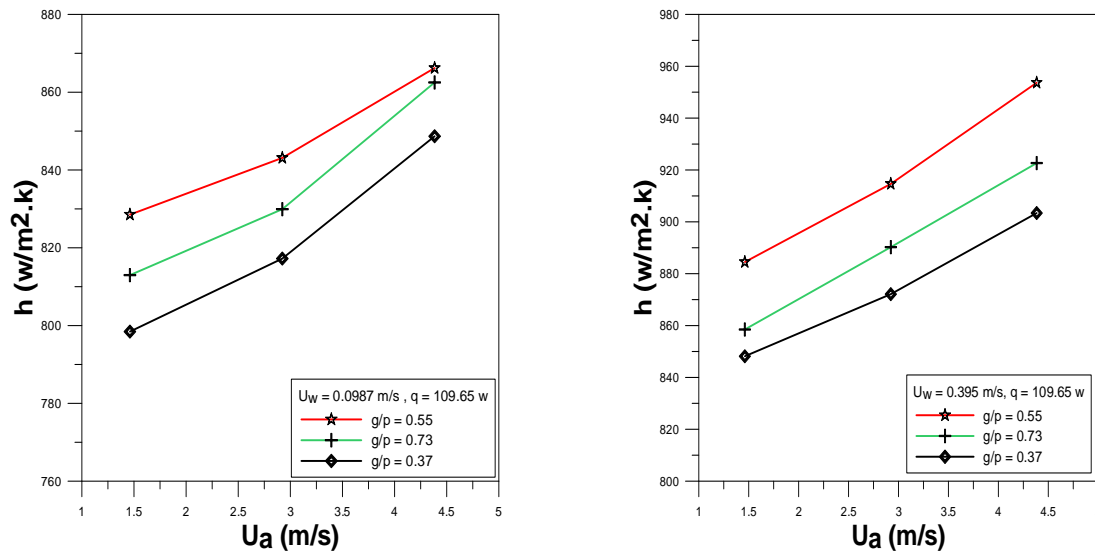 880
860
840
820
800
780
760
h (w/m².k)
1 1.5 2 2.5 3 3.5 4 4.5 5
Ua (m/s)
Uw = 0.0987 m/s , q = 109.65 w
g/p = 0.55
g/p = 0.73
g/p = 0.37
980
960
940
920
900
880
860
840
820
800
h (w/m².k)
1 1.5 2 2.5 3 3.5 4 4.5
Ua (m/s)
Uw = 0.395 m/s, q = 109.65 w
g/p = 0.55
g/p = 0.73
g/p = 0.37